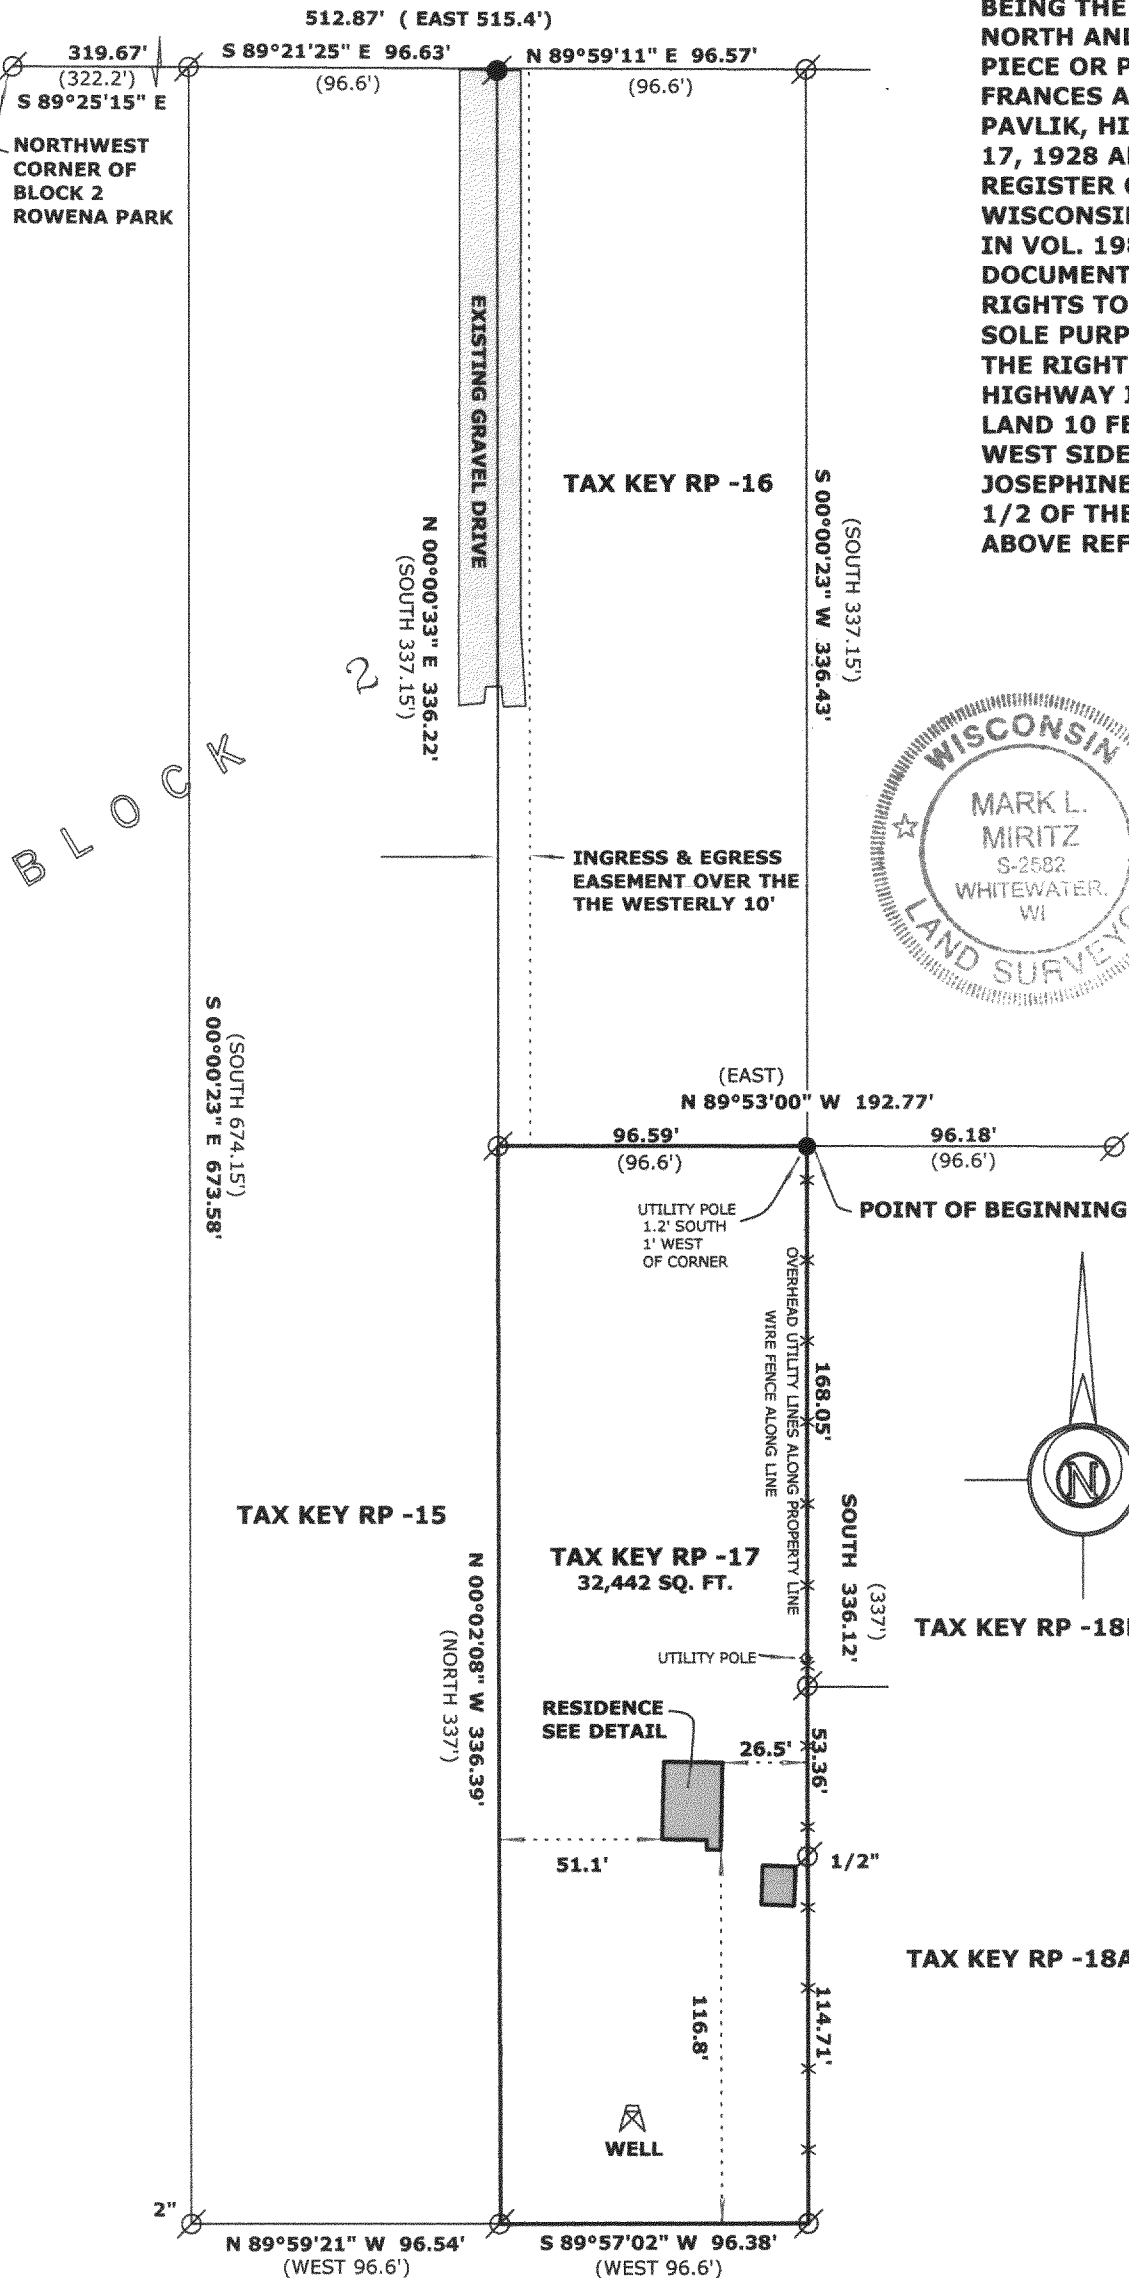 512.87' ( EAST 515.4')
319.67'
(322.2')
S 89°25'15" E
S 89°21'25" E 96.63'
(96.6')
N 89°59'11" E 96.57'
(96.6')
NORTHWEST
CORNER OF
BLOCK 2
ROWENA PARK
BEING THE
NORTH AND
PIECE OR P
FRANCES A
PAVLIK, HI
17, 1928 A
REGISTER
WISCONSI
IN VOL. 19
DOCUMENT
RIGHTS TO
SOLE PURP
THE RIGHT
HIGHWAY
LAND 10 FE
WEST SIDE
JOSEPHINE
1/2 OF THE
ABOVE REF
EXISTING GRAVEL DRIVE
TAX KEY RP -16
N 00°00'33" E 336.22'
(SOUTH 337.15')
S 00°00'23" W 336.43'
(SOUTH 337.15')
BLOCK 2
WISCONSIN
MARK L.
MIRITZ
S-2582
WHITEWATER,
WI
LAND SURVEYO
INGRESS & EGRESS
EASEMENT OVER THE
THE WESTERLY 10'
S 00°00'23" E 673.58'
(SOUTH 674.15')
(EAST)
N 89°53'00" W 192.77'
96.59'
(96.6')
96.18'
(96.6')
UTILITY POLE
1.2' SOUTH
1' WEST
OF CORNER
POINT OF BEGINNING
OVERHEAD UTILITY LINES ALONG PROPERTY LINE
WIRE FENCE ALONG LINE
168.05'
N
TAX KEY RP -15
TAX KEY RP -17
32,442 SQ. FT.
SOUTH 336.12'
(337')
N 00°02'08" W 336.39'
(NORTH 337')
TAX KEY RP -18
UTILITY POLE
RESIDENCE
SEE DETAIL
26.5'
53.36'
51.1'
1/2"
TAX KEY RP -18A
116.8'
114.71'
WELL
2"
N 89°59'21" W 96.54'
(WEST 96.6')
S 89°57'02" W 96.38'
(WEST 96.6')